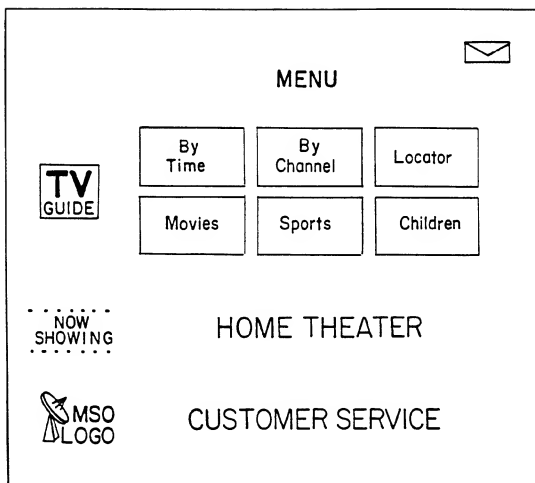 MENU
By
Time
By
Channel
Locator
TV
GUIDE
Movies
Sports
Children
NOW
SHOWING
HOME THEATER
MSO
LOGO
CUSTOMER SERVICE